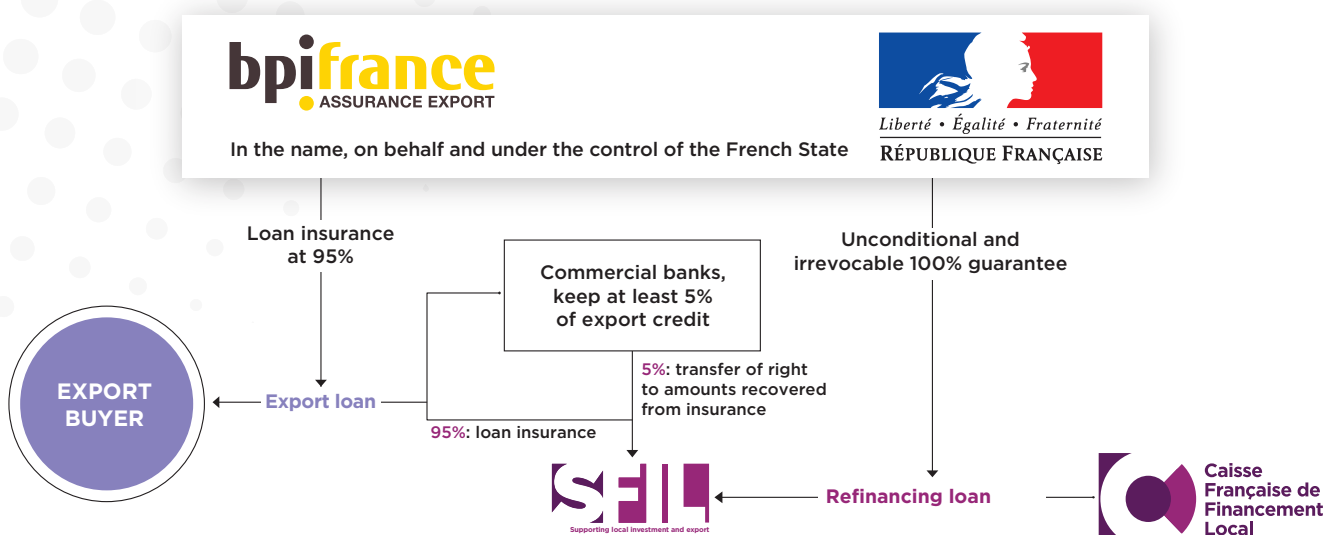 bpifrance
ASSURANCE EXPORT
In the name, on behalf and under the control of the French State
Liberté • Égalité • Fraternité
RÉPUBLIQUE FRANÇAISE
Loan insurance
at 95%
Commercial banks,
keep at least 5%
of export credit
Unconditional and
irrevocable 100% guarantee
EXPORT
BUYER
Export loan
5%: transfer of right
to amounts recovered
from insurance
95%: loan insurance
SFIL
Supporting local investment and export
Refinancing loan
Caisse
Française de
Financement
Local